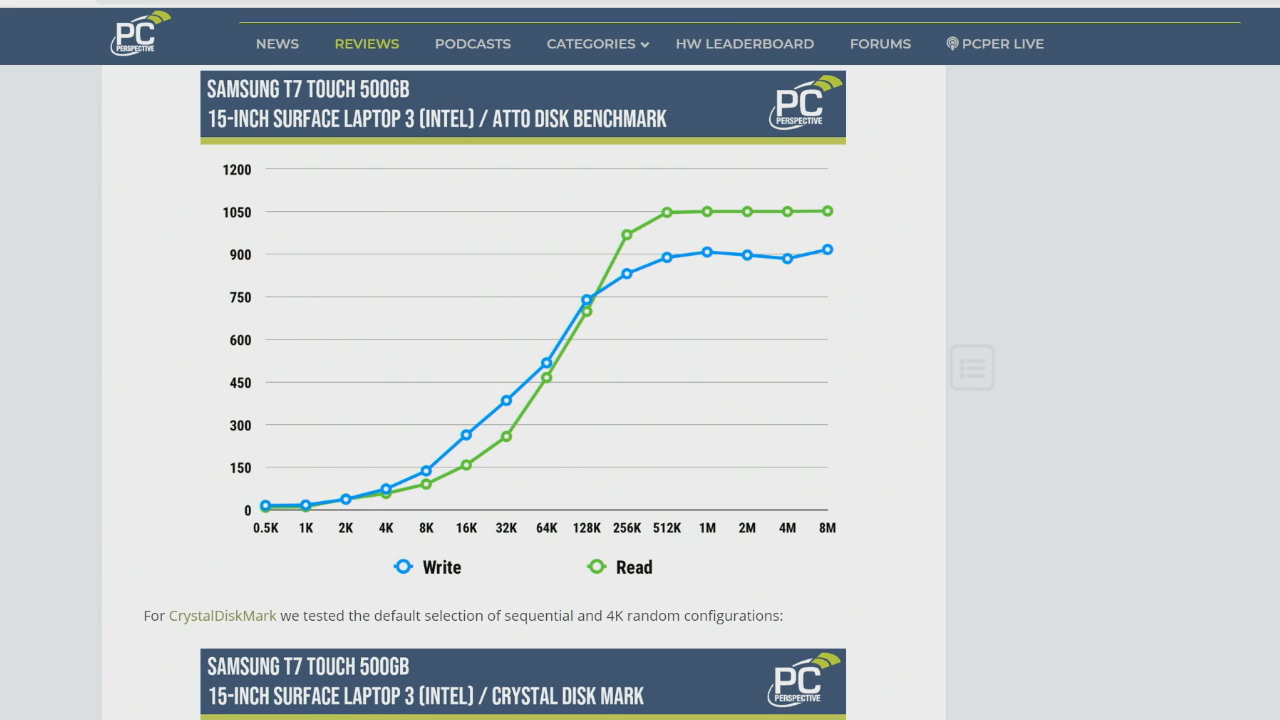 PC
PERSPECTIVE
NEWS REVIEWS PODCASTS CATEGORIES HW LEADERBOARD FORUMS PCPER LIVE
SAMSUNG T7 TOUCH 500GB
15-INCH SURFACE LAPTOP 3 (INTEL) / ATTO DISK BENCHMARK
PC
PERSPECTIVE
1200
1050
900
750
600
450
300
150
0
0.5K 1K 2K 4K 8K 16K 32K 64K 128K 256K 512K 1M 2M 4M 8M
Write Read
For CrystalDiskMark we tested the default selection of sequential and 4K random configurations:
SAMSUNG T7 TOUCH 500GB
15-INCH SURFACE LAPTOP 3 (INTEL) / CRYSTAL DISK MARK
PC
PERSPECTIVE